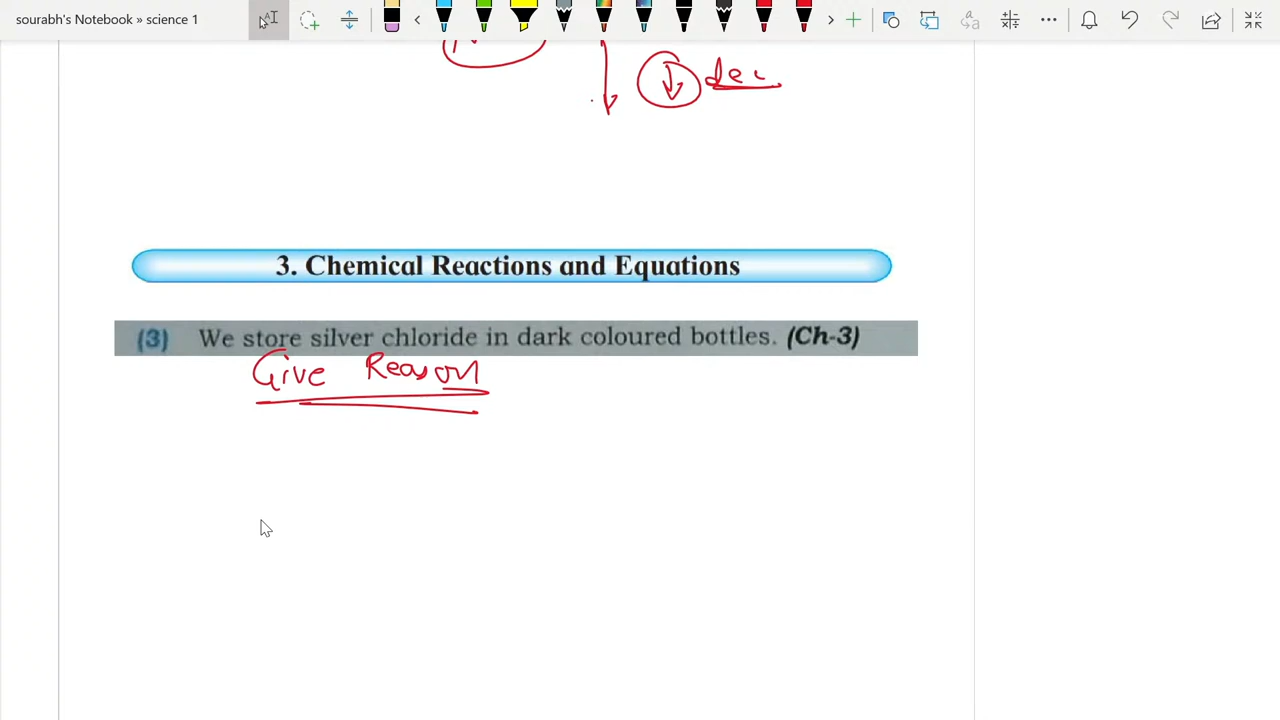 sourabh's Notebook » science 1
dec
3. Chemical Reactions and Equations
(3) We store silver chloride in dark coloured bottles. (Ch-3)
Give Reason